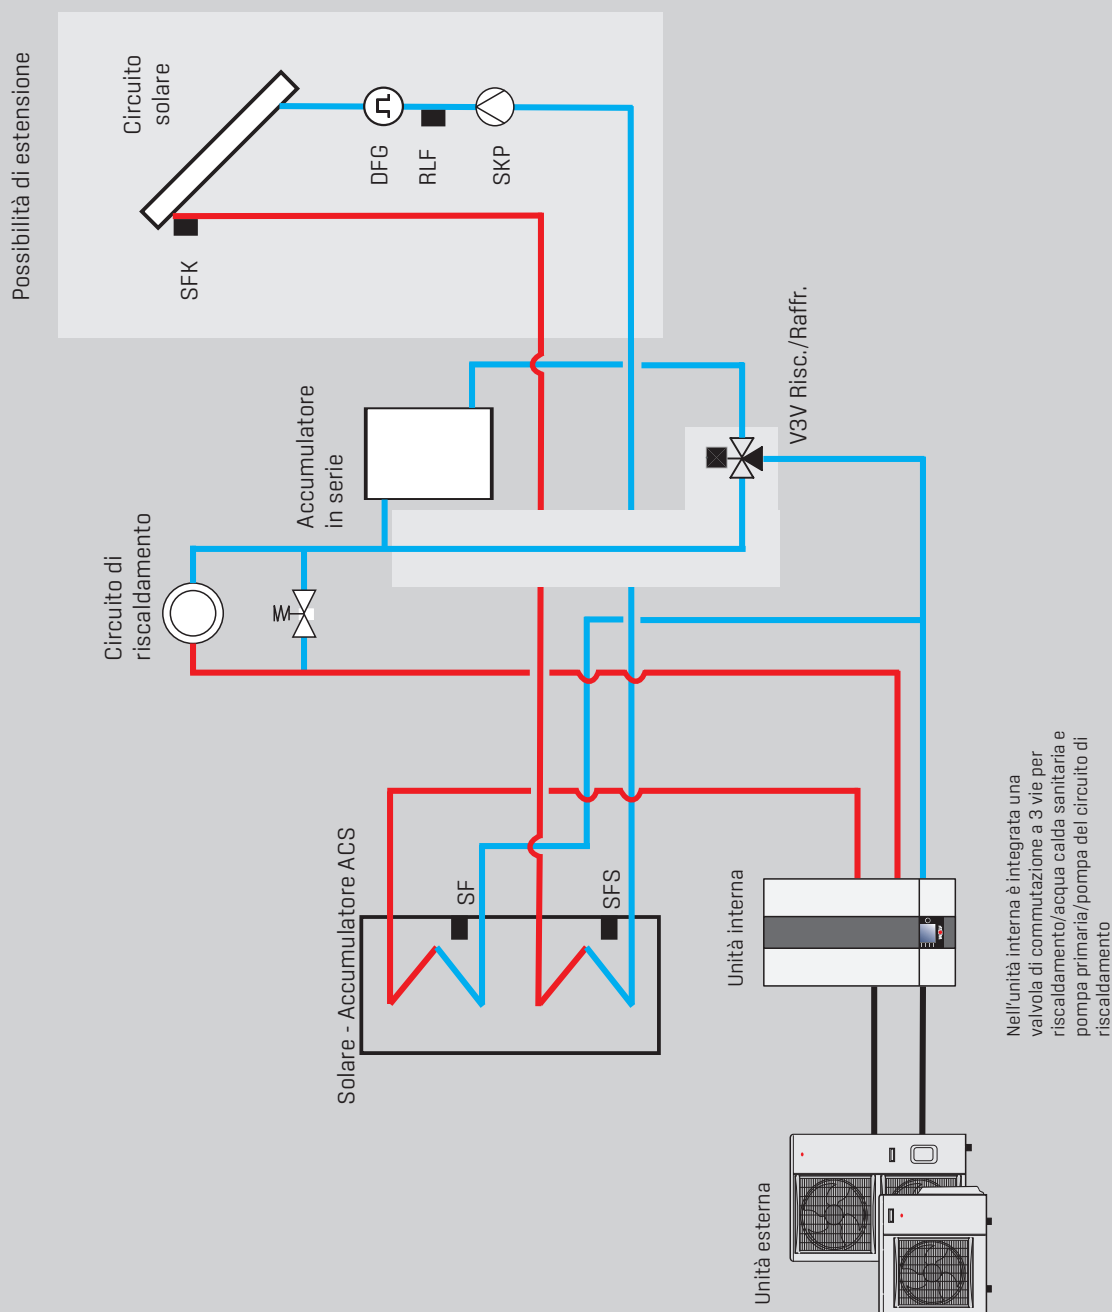 Possibilità di estensione
Circuito
solare
DFG
RLF
SKP
SFK
V3V Risc./Raffr.
Accumulatore
in serie
Circuito di
riscaldamento
SF
SFS
Solare - Accumulatore ACS
Unità interna
Nell'unità interna è integrata una
valvola di commutazione a 3 vie per
riscaldamento/acqua calda sanitaria e
pompa primaria/pompa del circuito di
riscaldamento
Unità esterna